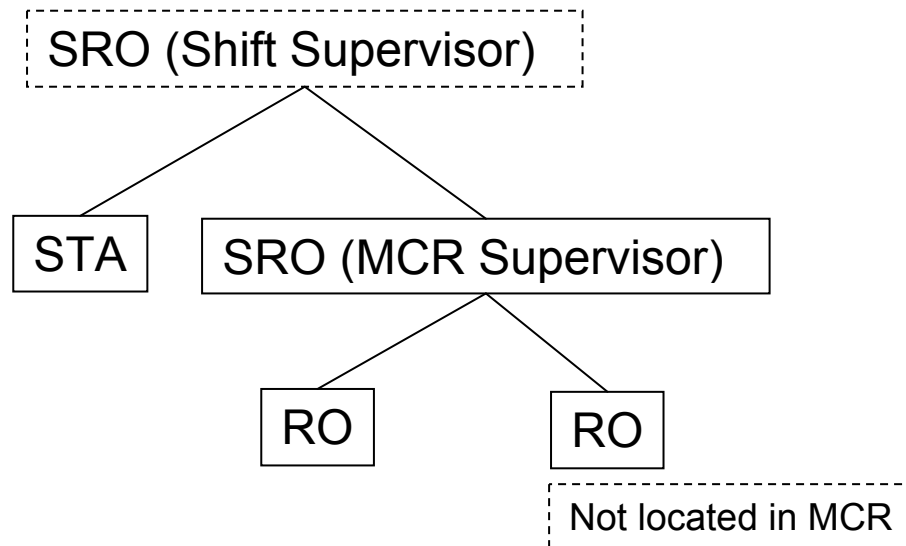 SRO (Shift Supervisor)
STA
SRO (MCR Supervisor)
RO
RO
Not located in MCR